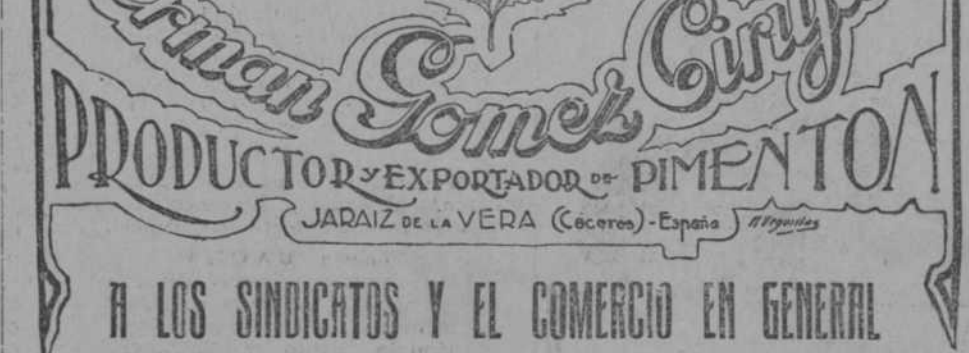 Gomez
PRODUCTOR Y EXPORTADOR DE PIMENTON
JARAIZ DE LA VERA (Cáceres) - España
A LOS SINDICATOS Y EL COMERCIO EN GENERAL